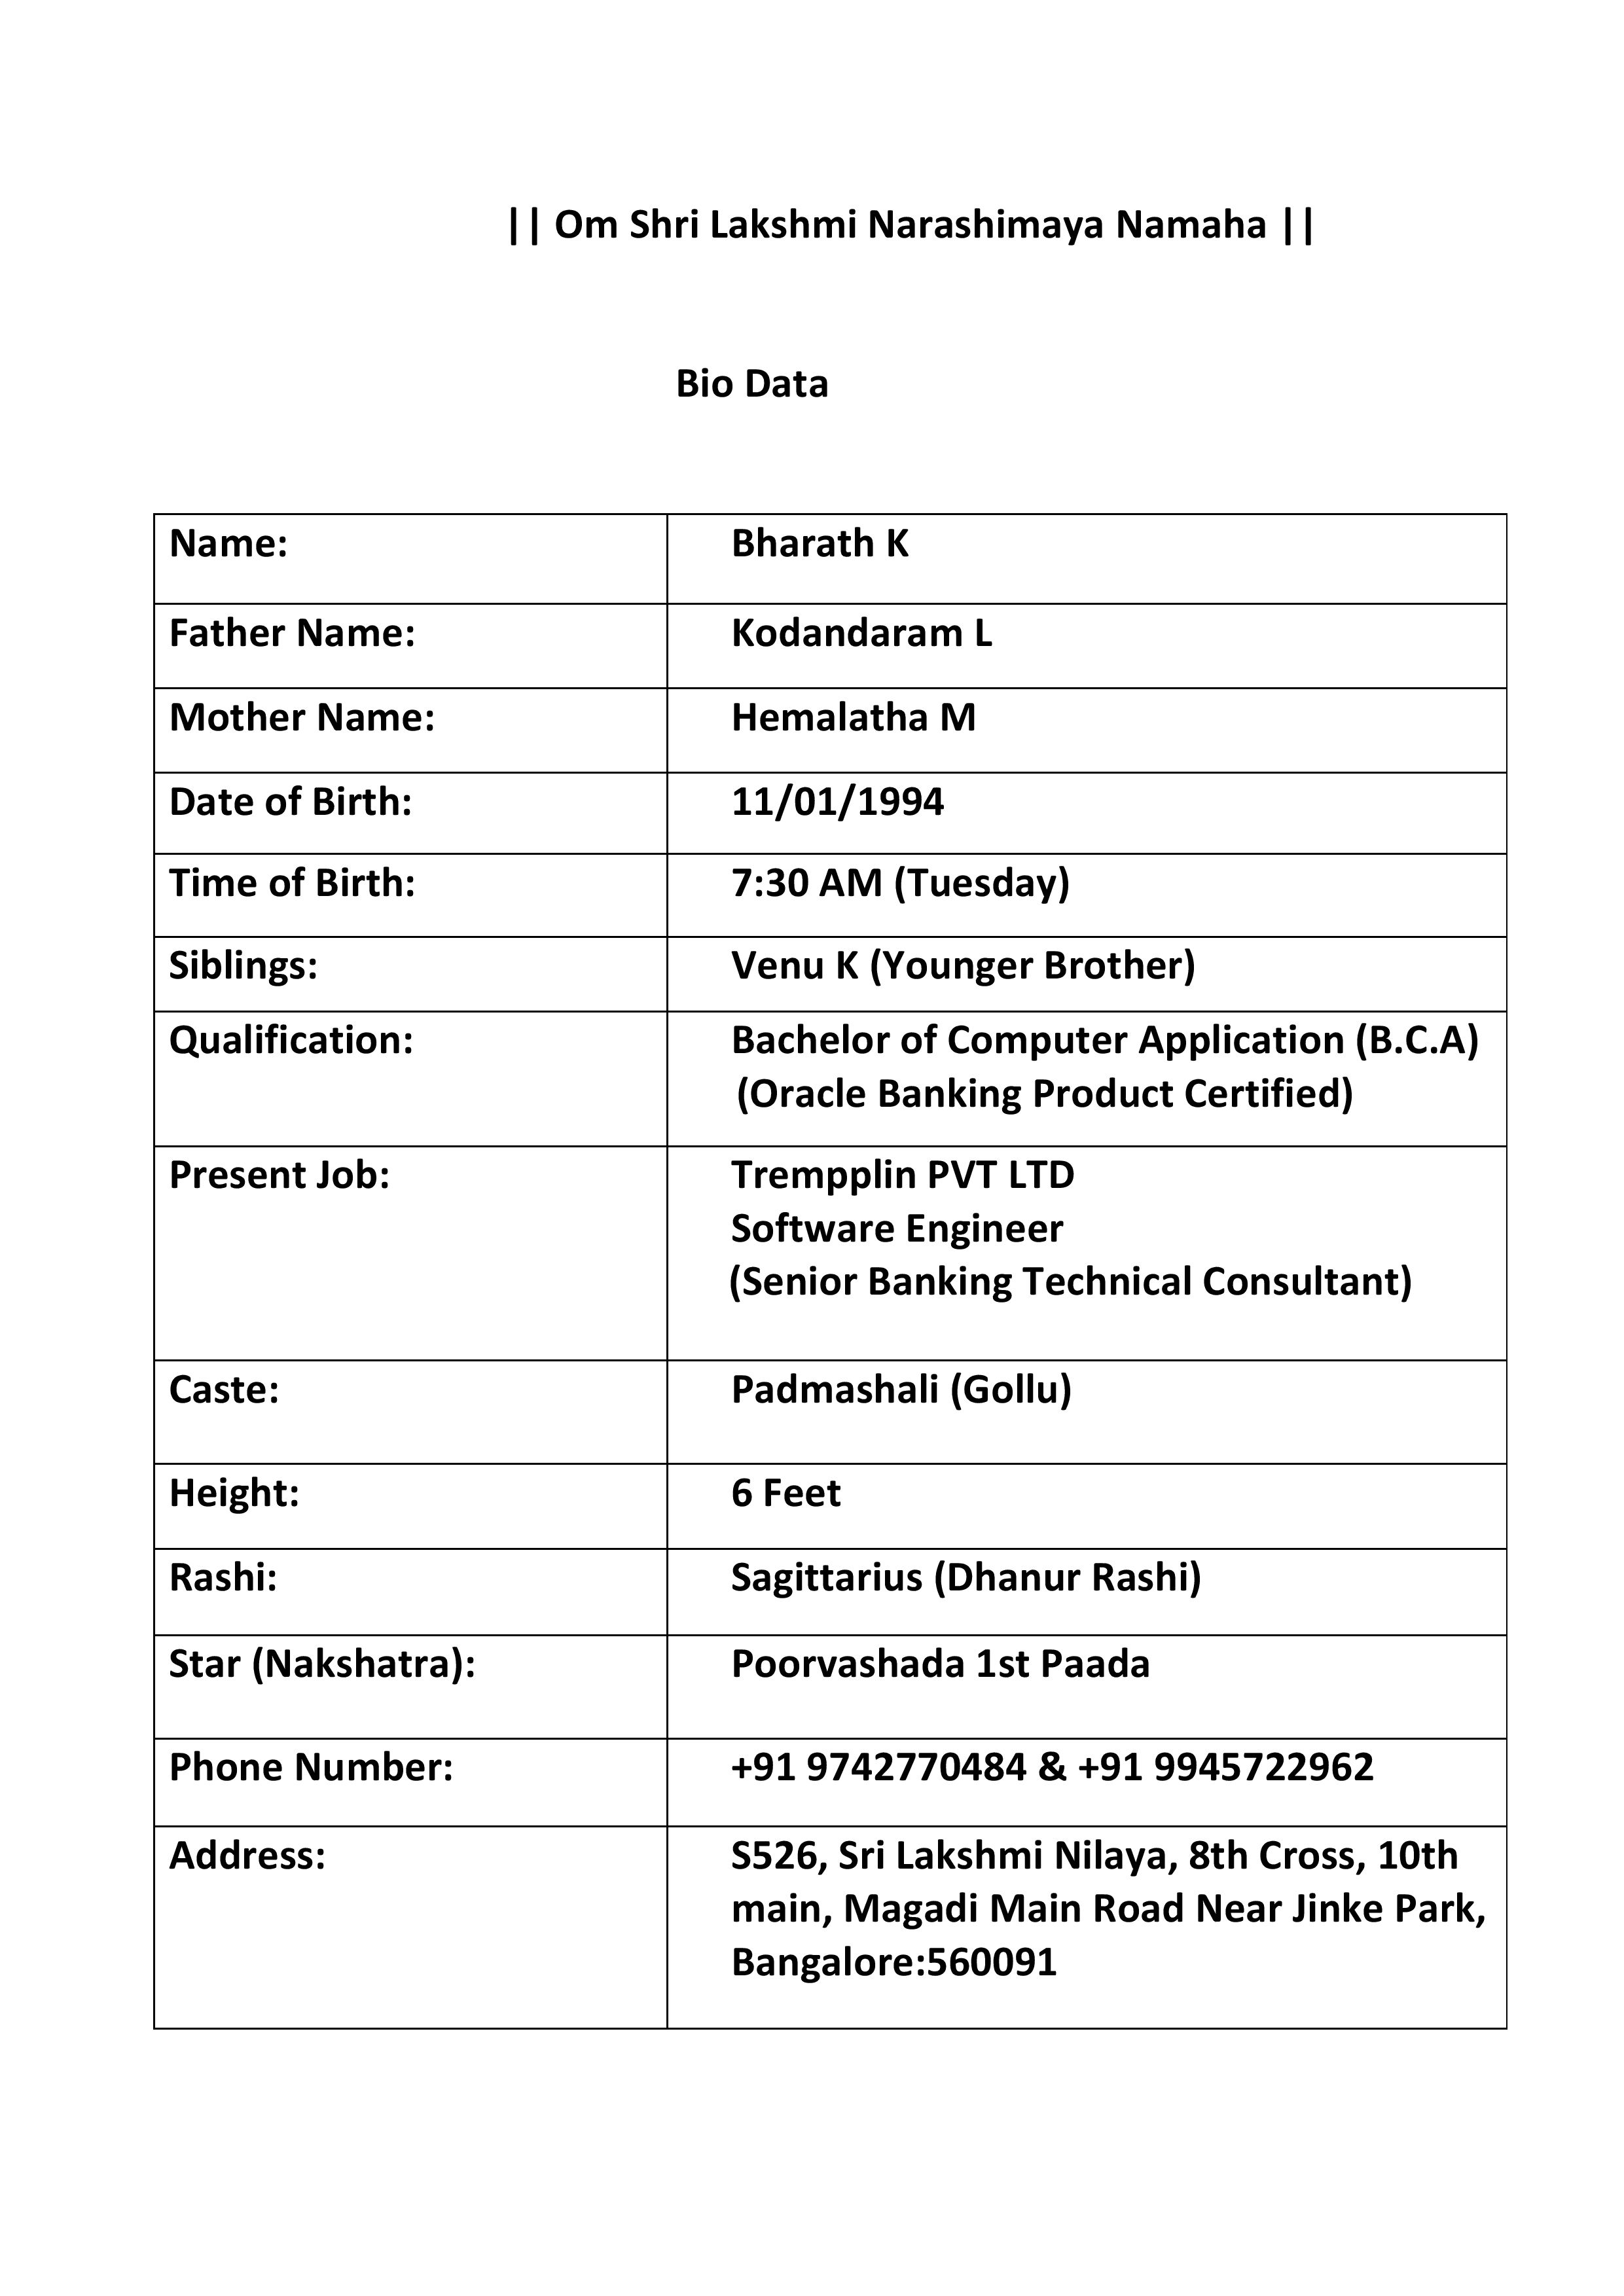 || Om Shri Lakshmi Narashimaya Namaha ||
Bio Data
Name: Bharath K
Father Name: Kodandaram L
Mother Name: Hemalatha M
Date of Birth: 11/01/1994
Time of Birth: 7:30 AM (Tuesday)
Siblings: Venu K (Younger Brother)
Qualification: Bachelor of Computer Application (B.C.A)
(Oracle Banking Product Certified)
Present Job: Trempplin PVT LTD
Software Engineer
(Senior Banking Technical Consultant)
Caste: Padmashali (Gollu)
Height: 6 Feet
Rashi: Sagittarius (Dhanur Rashi)
Star (Nakshatra): Poorvashada 1st Paada
Phone Number: +91 9742770484 & +91 9945722962
Address: S526, Sri Lakshmi Nilaya, 8th Cross, 10th
main, Magadi Main Road Near Jinke Park,
Bangalore:560091